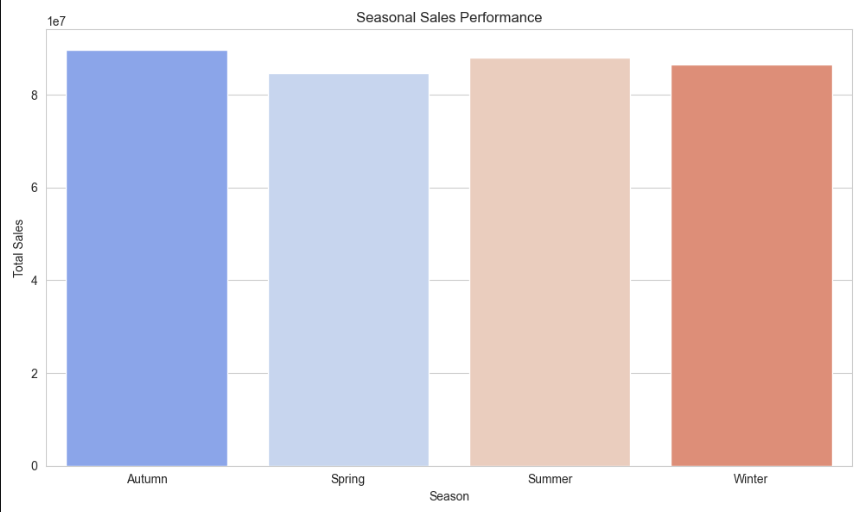 Seasonal Sales Performance
1e7
8
6
4
2
0
Total Sales
Autumn Spring Summer Winter
Season